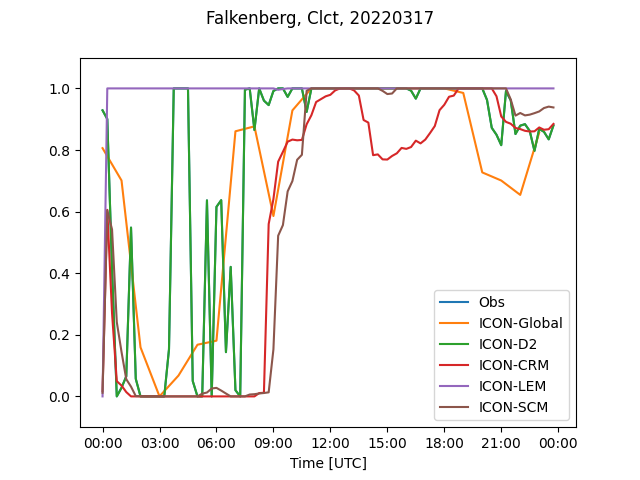 Falkenberg, Clct, 20220317
1.0
0.8
0.6
0.4
0.2
0.0
Obs
ICON-Global
ICON-D2
ICON-CRM
ICON-LEM
ICON-SCM
00:00 03:00 06:00 09:00 12:00 15:00 18:00 21:00 00:00
Time [UTC]